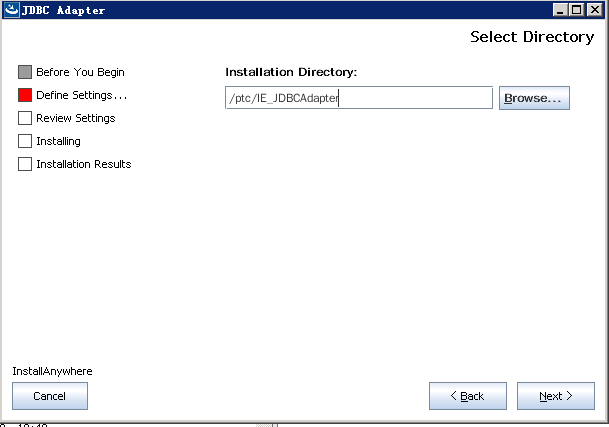 JDBC Adapter
Select Directory
Before You Begin
Define Settings...
Review Settings
Installing
Installation Results
Installation Directory:
/ptc/IE_JDBCAdapter
Browse...
InstallAnywhere
Cancel
< Back
Next >